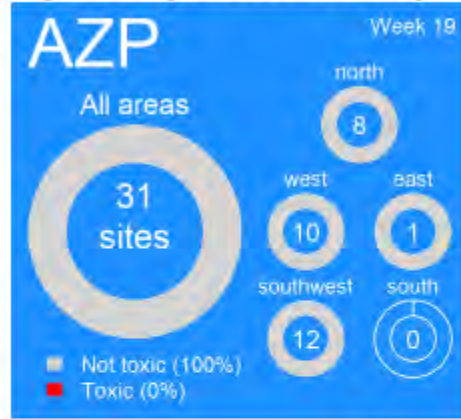 AZP
Week 19
All areas
31
sites
north
8
west
10
east
1
southwest
12
south
0
Not toxic (100%)
Toxic (0%)